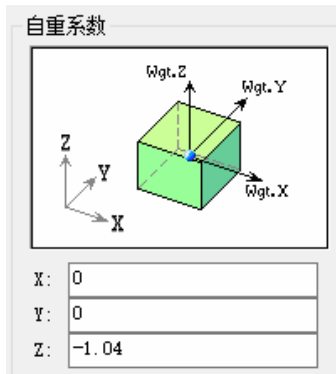 自重系数
Wgt.Z
Wgt.Y
Z
Y
Wgt.X
X
X: 0
Y: 0
Z: -1.04